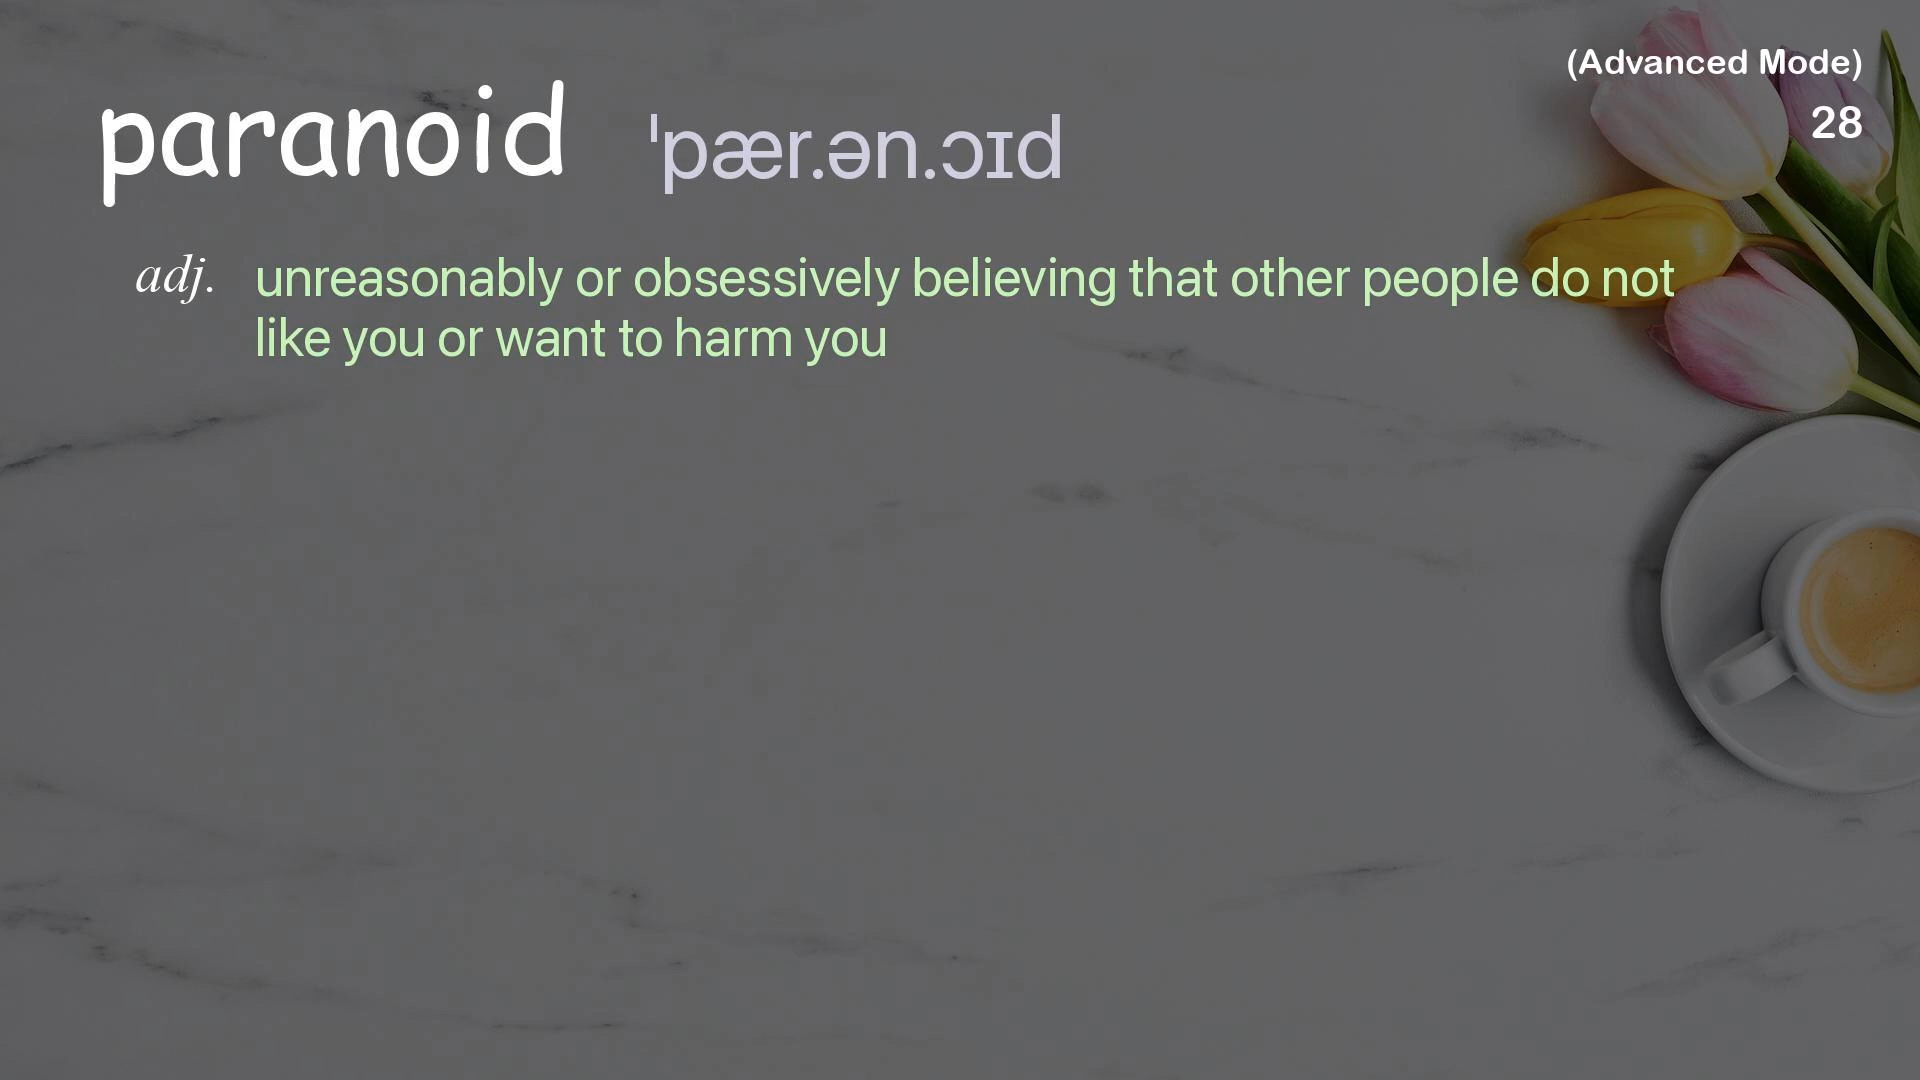 (Advanced Mode)
paranoid ˈpær.ən.ɔɪd
28
adj. unreasonably or obsessively believing that other people do not
like you or want to harm you